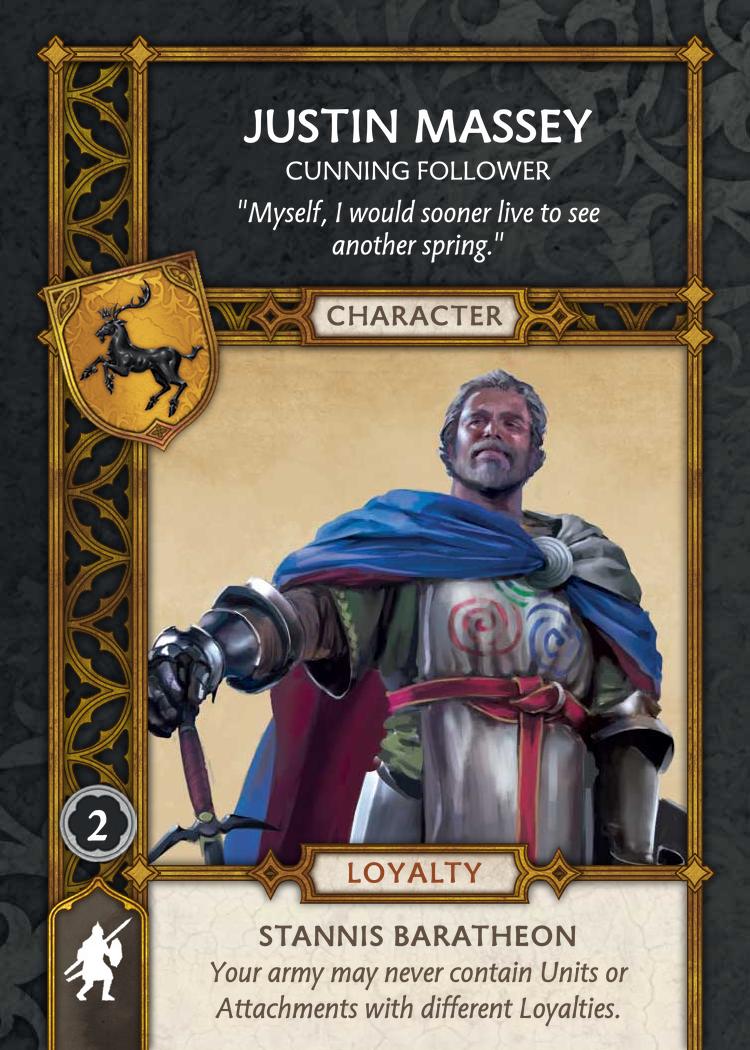 JUSTIN MASSEY
CUNNING FOLLOWER
"Myself, I would sooner live to see
another spring."
CHARACTER
2
LOYALTY
STANNIS BARATHEON
Your army may never contain Units or
Attachments with different Loyalties.